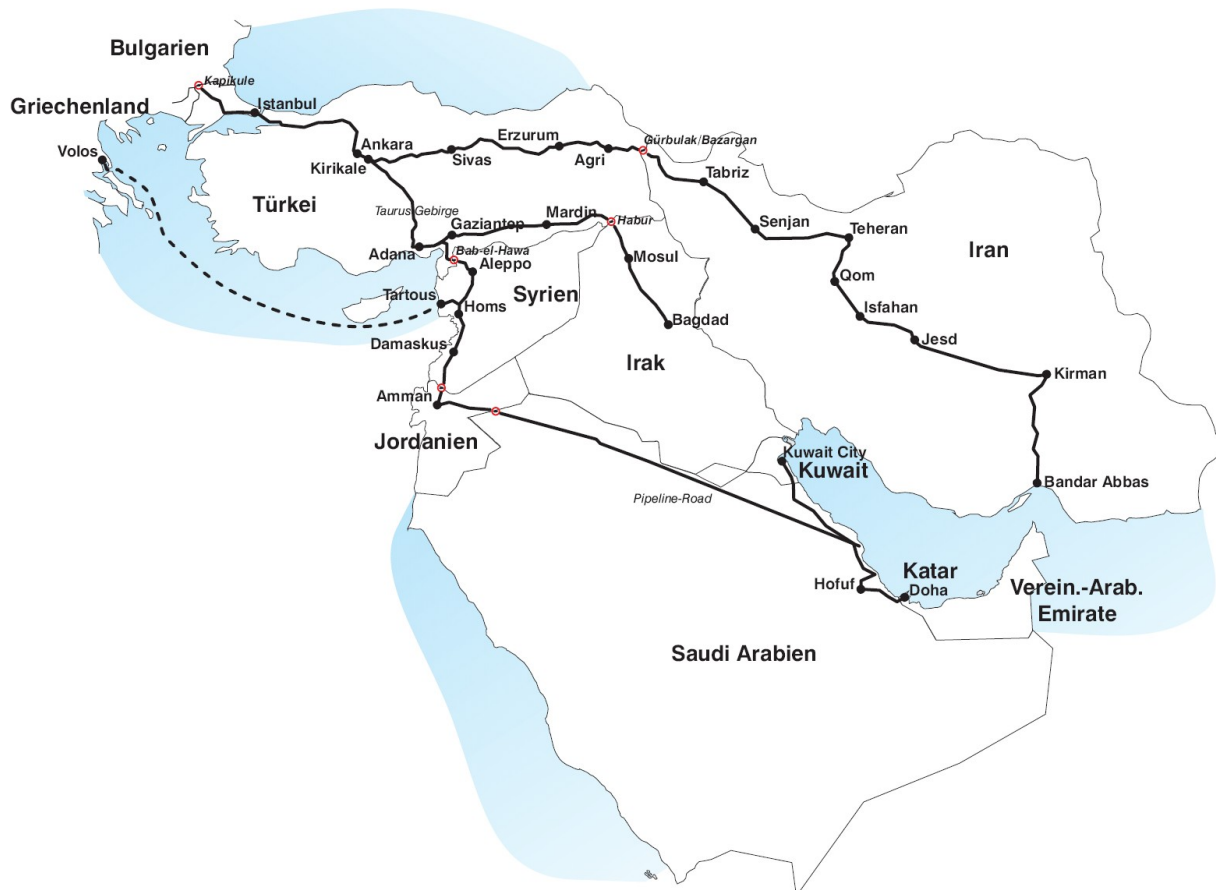 Bulgarien
Kapikule
Griechenland
Istanbul
Volos
Ankara
Kirikale
Sivas
Erzurum
Agri
Gürbulak/Bazargan
Tabriz
Türkei
Taurus Gebirge
Gaziantep
Mardin
Habur
Senjan
Teheran
Iran
Adana
Bab-el-Hawa
Aleppo
Mosul
Qom
Tartous
Syrien
Homs
Isfahan
Bagdad
Jesd
Damaskus
Irak
Kirman
Amman
Jordanien
Kuwait City
Kuwait
Bandar Abbas
Pipeline-Road
Hofuf
Katar
Doha
Verein.-Arab.
Emirate
Saudi Arabien